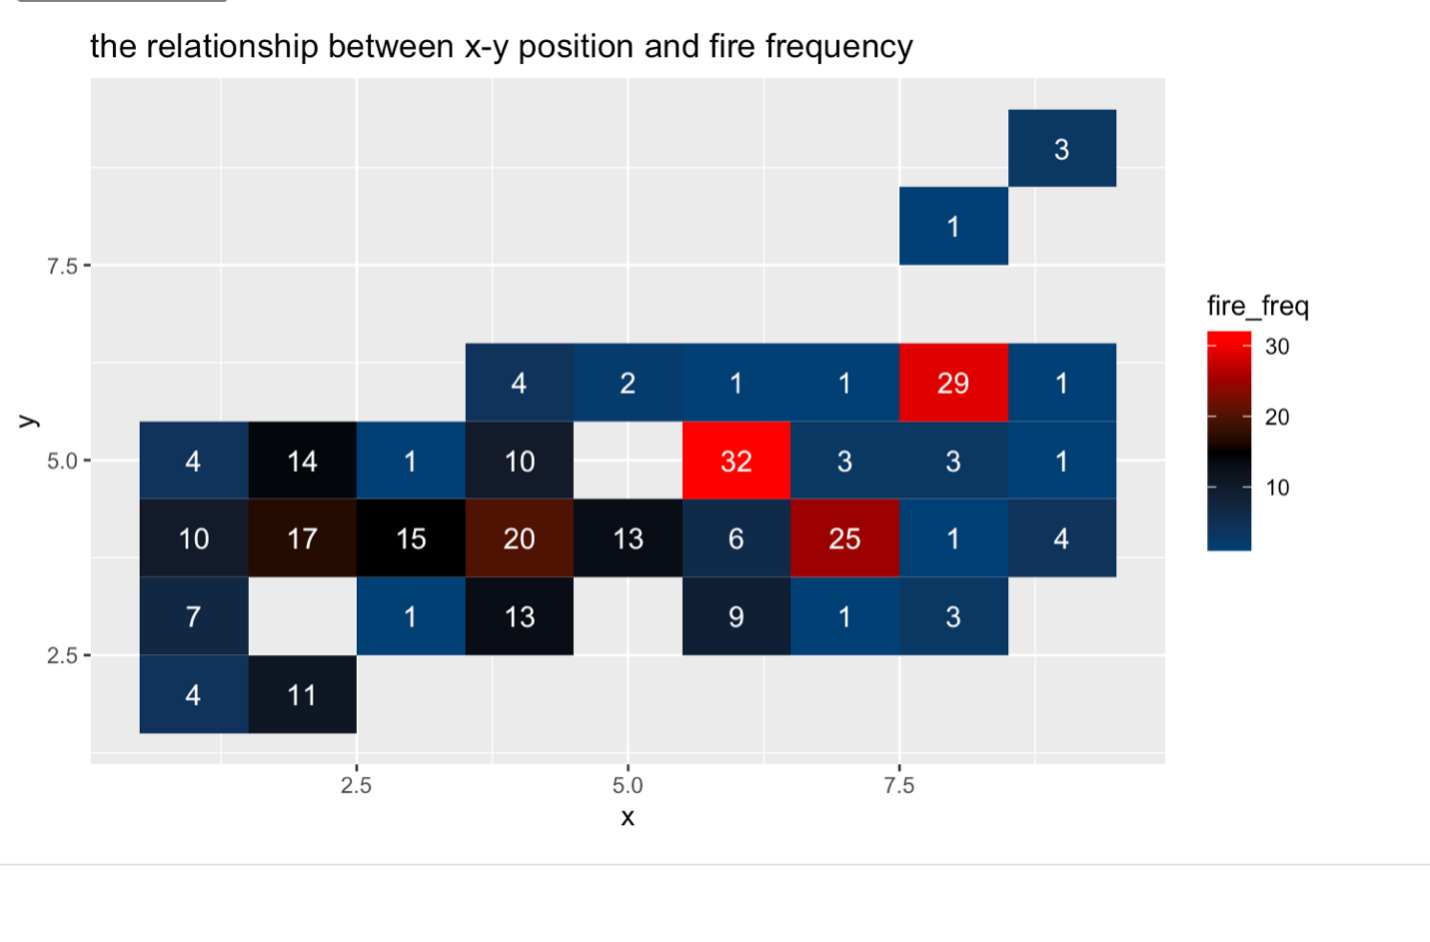 the relationship between x-y position and fire frequency
3
1
7.5
fire_freq
30
4 2 1 1 29 1
20
y
5.0
4 14 1 10 32 3 3 1
10
10 17 15 20 13 6 25 1 4
7 1 13 9 1 3
2.5
4 11
2.5 5.0 7.5
x